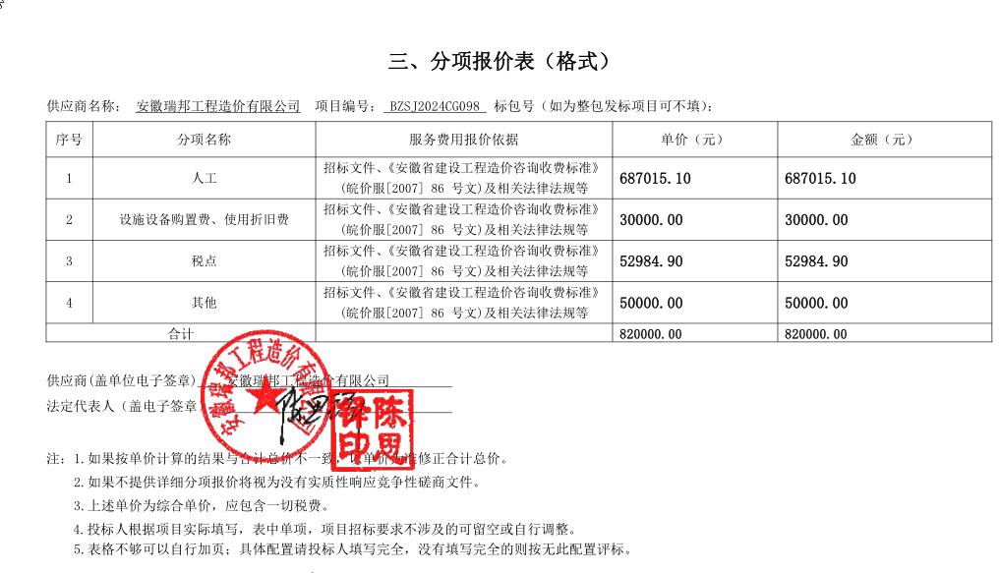 三、分项报价表（格式）
供应商名称： 安徽瑞邦工程造价有限公司 项目编号： BZSJ2024CG098 标包号（如为整包发标项目可不填）：
序号 分项名称 服务费用报价依据 单价（元） 金额（元）
1 人工 招标文件、《安徽省建设工程造价咨询收费标准》（皖价服[2007] 86 号文)及相关法律法规等 687015.10 687015.10
2 设施设备购置费、使用折旧费 招标文件、《安徽省建设工程造价咨询收费标准》（皖价服[2007] 86 号文)及相关法律法规等 30000.00 30000.00
3 税点 招标文件、《安徽省建设工程造价咨询收费标准》（皖价服[2007] 86 号文)及相关法律法规等 52984.90 52984.90
4 其他 招标文件、《安徽省建设工程造价咨询收费标准》（皖价服[2007] 86 号文)及相关法律法规等 50000.00 50000.00
合计 820000.00 820000.00
供应商(盖单位电子签章) 安徽瑞邦工程造价有限公司
法定代表人（盖电子签章）
安徽瑞邦工程造价有限公司
陈思铎印
注：1.如果按单价计算的结果与合计总价不一致，以单价为准修正合计总价。
2.如果不提供详细分项报价将视为没有实质性响应竞争性磋商文件。
3.上述单价为综合单价，应包含一切税费。
4.投标人根据项目实际填写，表中单项，项目招标要求不涉及的可留空或自行调整。
5.表格不够可以自行加页；具体配置请投标人填写完全，没有填写完全的则按无此配置评标。